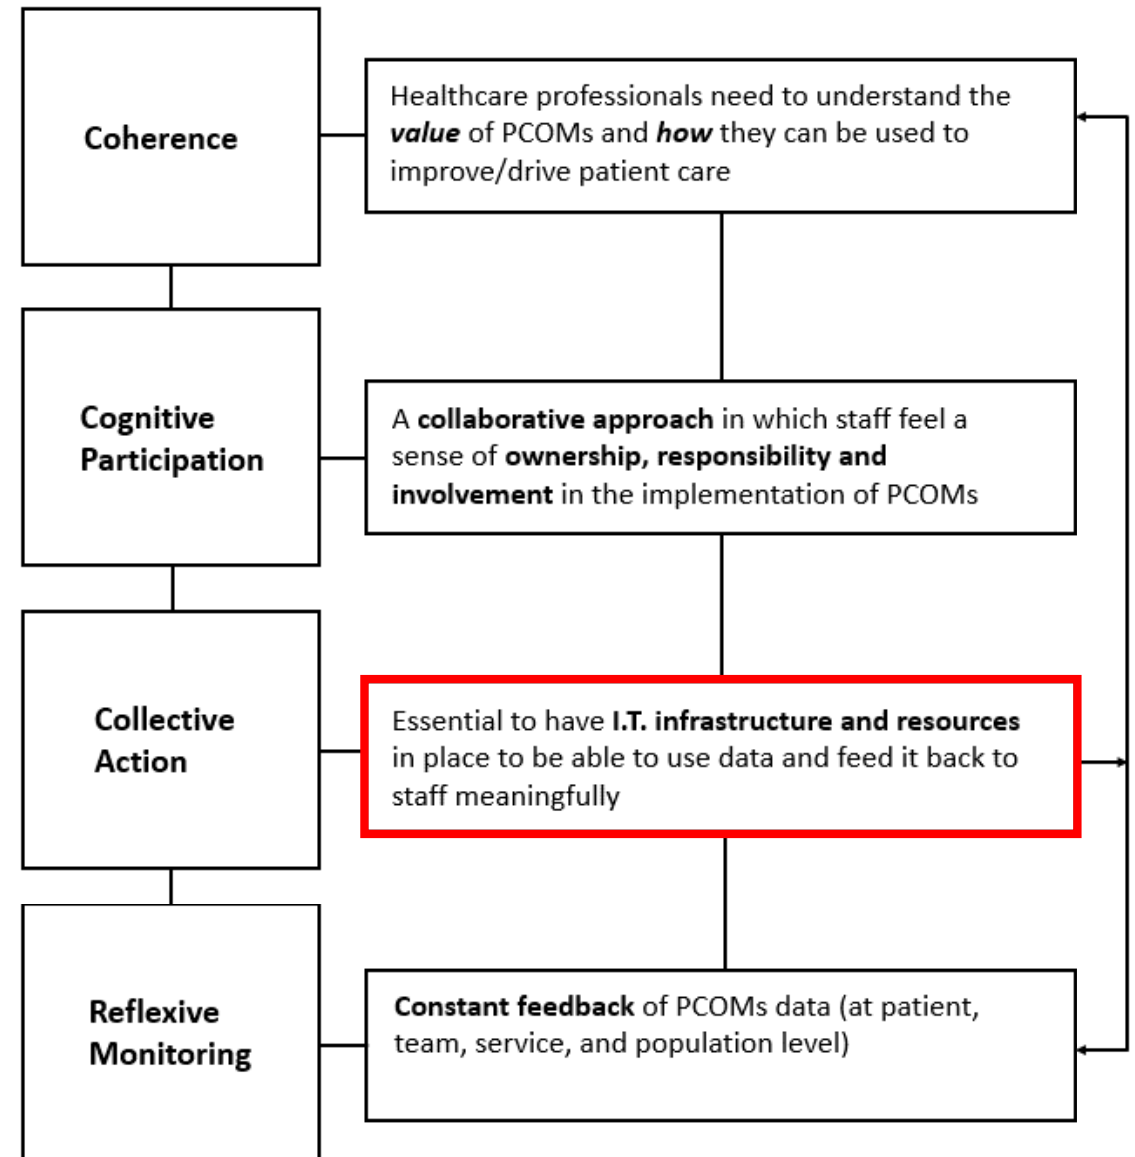 Coherence
Healthcare professionals need to understand the
value of PCOMs and how they can be used to
improve/drive patient care
Cognitive
Participation
A collaborative approach in which staff feel a
sense of ownership, responsibility and
involvement in the implementation of PCOMs
Collective
Action
Essential to have I.T. infrastructure and resources
in place to be able to use data and feed it back to
staff meaningfully
Reflexive
Monitoring
Constant feedback of PCOMs data (at patient,
team, service, and population level)